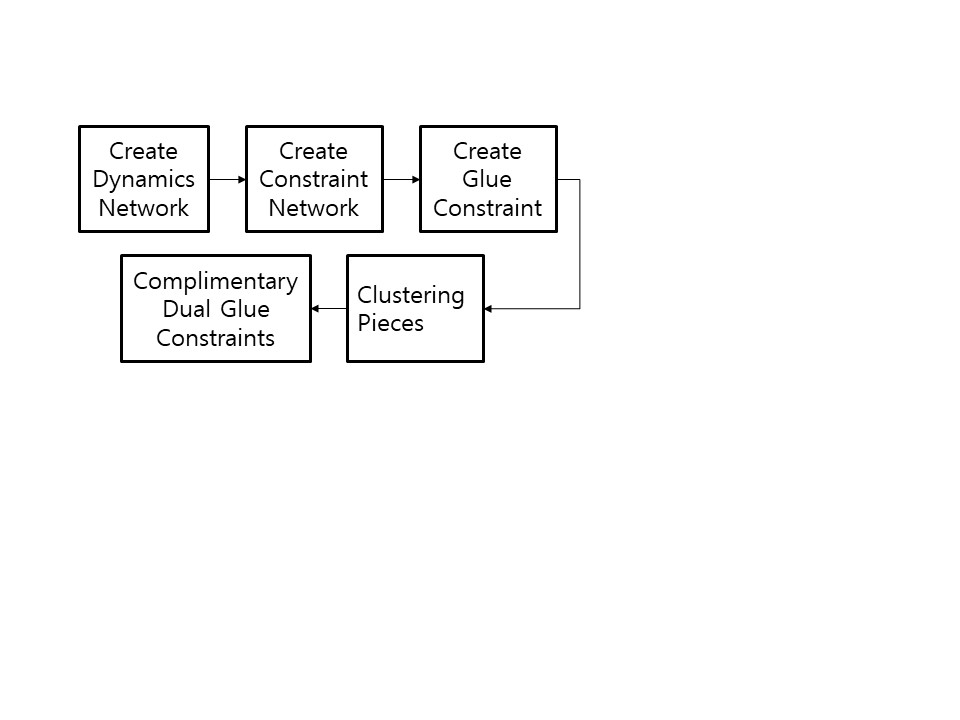 Create
Dynamics
Network
Create
Constraint
Network
Create
Glue
Constraint
Clustering
Pieces
Complimentary
Dual Glue
Constraints